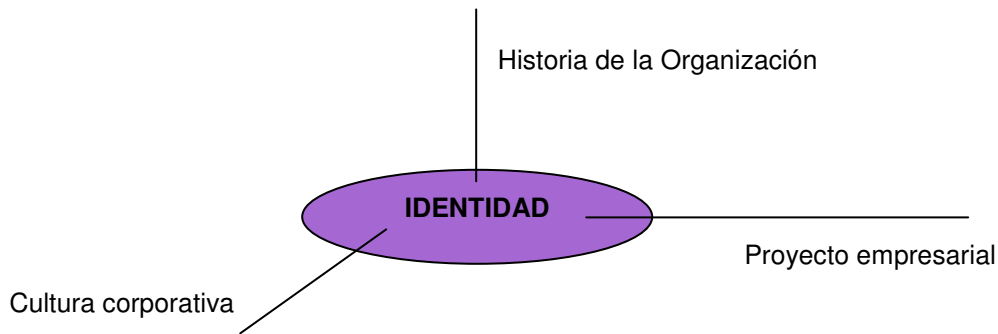 Historia de la Organización
IDENTIDAD
Proyecto empresarial
Cultura corporativa